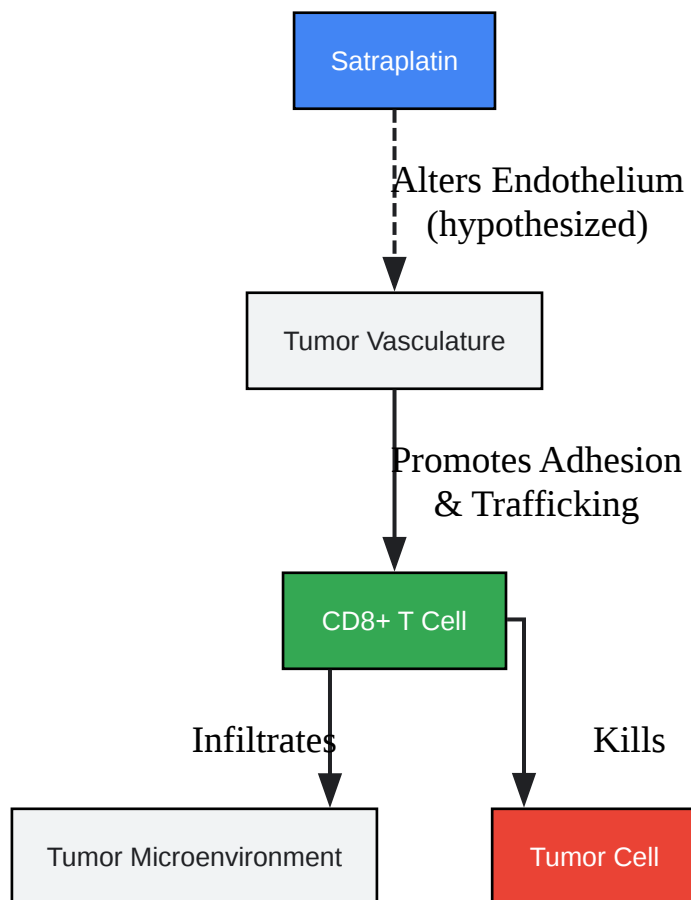 Satraplatin
Alters Endothelium
(hypothesized)
Tumor Vasculature
Promotes Adhesion
& Trafficking
CD8+ T Cell
Infiltrates
Kills
Tumor Microenvironment
Tumor Cell